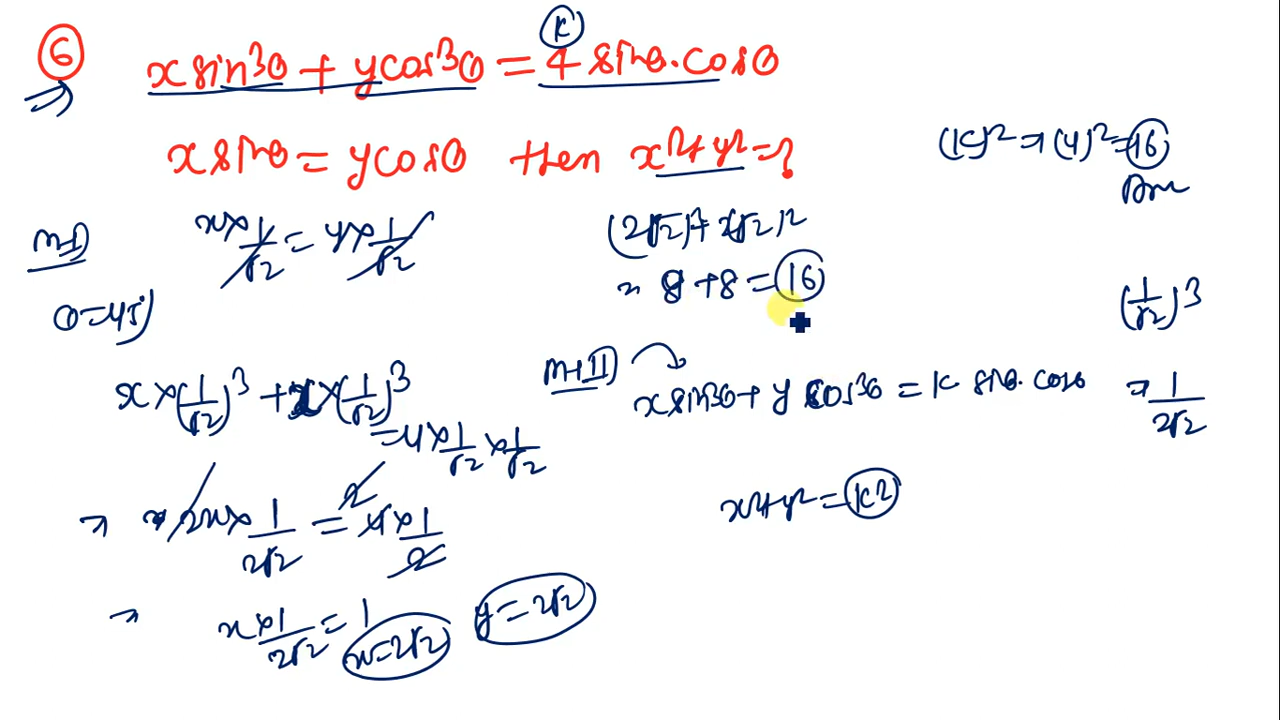 ⑥ x sin³θ + y cos³θ = 4 sinθ.cosθ
K
x sinθ = y cosθ then x²+y²=?
(K)² ⇒ (4)² = 16
Ans
M-I)
x×1/√2 = y×1/√2
θ=45°)
(2√2)²+(2√2)²
= 8+8=16
(1/√2)³
⇒ 1/2√2
x×(1/√2)³+x×(1/√2)³
=4×1/√2×1/√2
M-II)
x sin³θ+y cos³θ=K sinθ.cosθ
x²+y²=K²
⇒ 2x×1/2√2=4×1/2
2
⇒ x×1/2√2=1
x=2√2
y=2√2